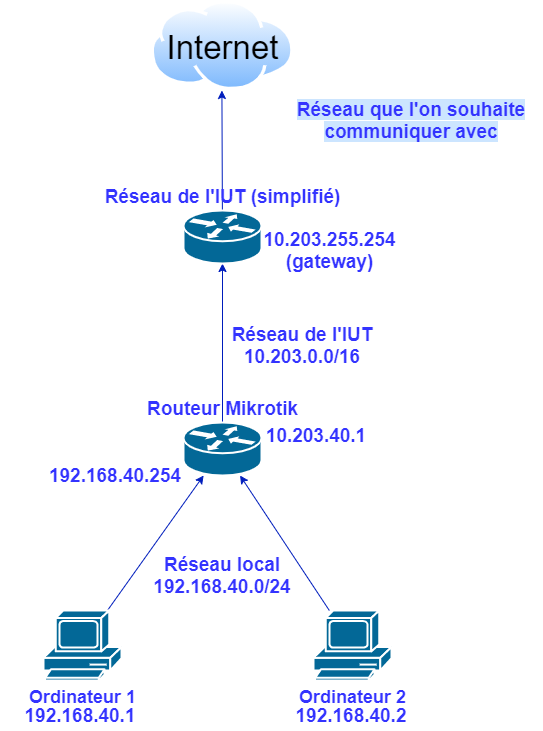 Internet
Réseau que l'on souhaite
communiquer avec
Réseau de l'IUT (simplifié)
10.203.255.254
(gateway)
Réseau de l'IUT
10.203.0.0/16
Routeur Mikrotik
10.203.40.1
192.168.40.254
Réseau local
192.168.40.0/24
Ordinateur 1
192.168.40.1
Ordinateur 2
192.168.40.2